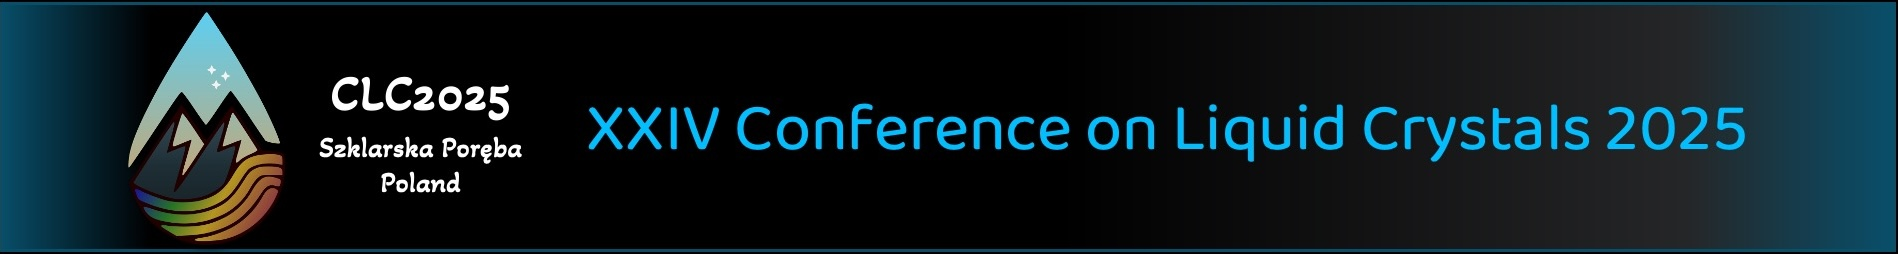 CLC2025
Szklarska Poręba
Poland
XXIV Conference on Liquid Crystals 2025